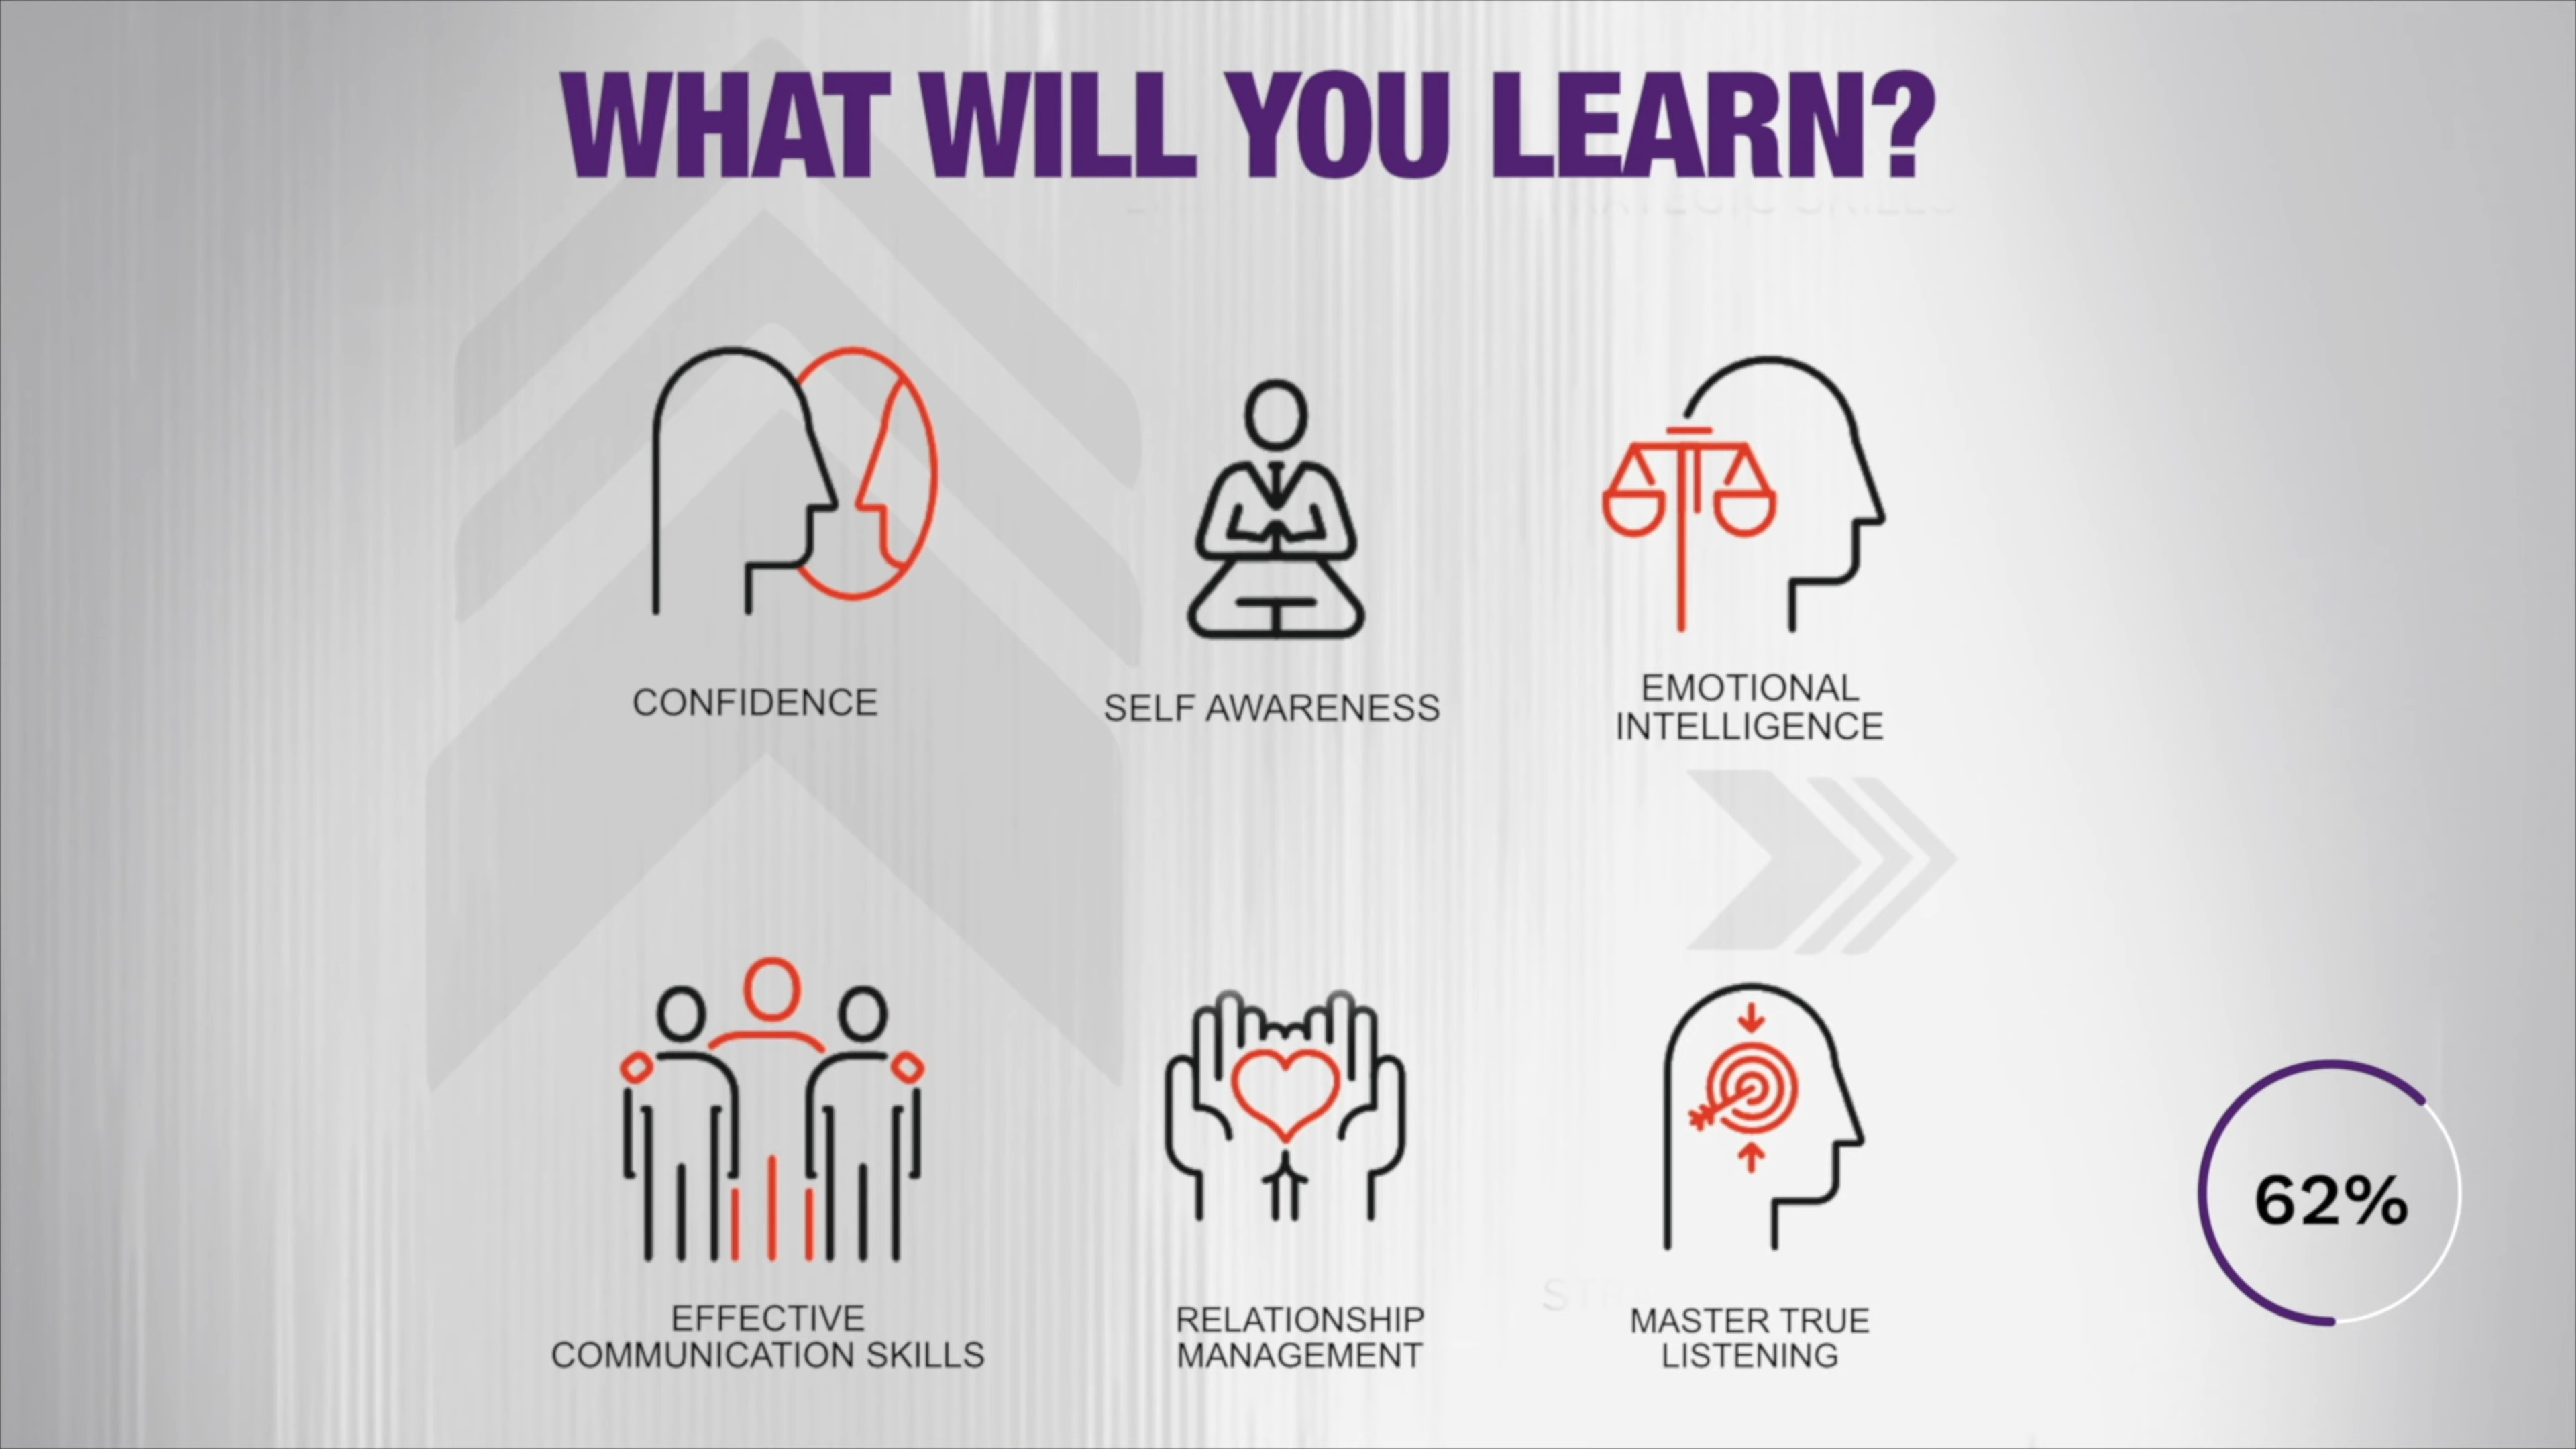 WHAT WILL YOU LEARN?
CONFIDENCE
SELF AWARENESS
EMOTIONAL
INTELLIGENCE
EFFECTIVE
COMMUNICATION SKILLS
RELATIONSHIP
MANAGEMENT
MASTER TRUE
LISTENING
62%